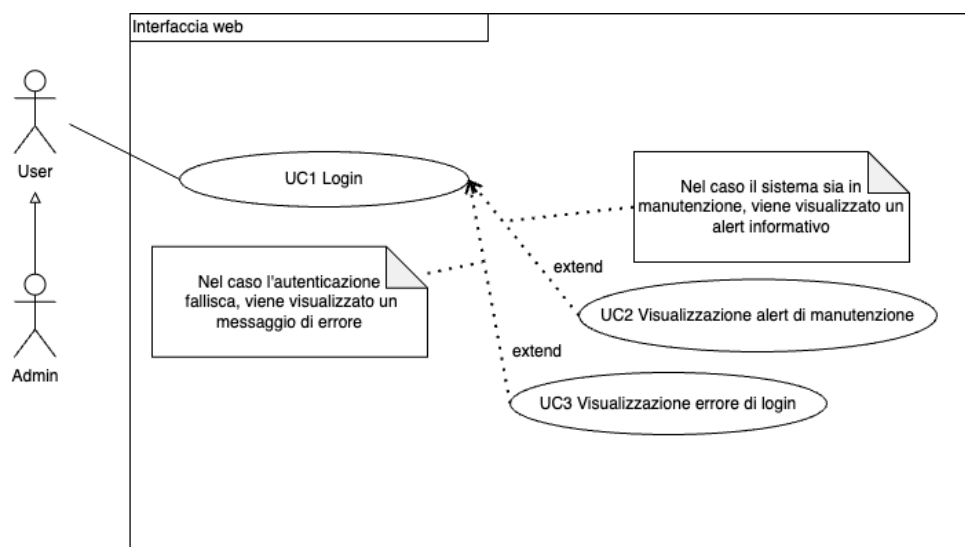 Interfaccia web
User
UC1 Login
Nel caso il sistema sia in
manutenzione, viene visualizzato un
alert informativo
Nel caso l'autenticazione
fallisca, viene visualizzato un
messaggio di errore
extend
UC2 Visualizzazione alert di manutenzione
extend
Admin
UC3 Visualizzazione errore di login